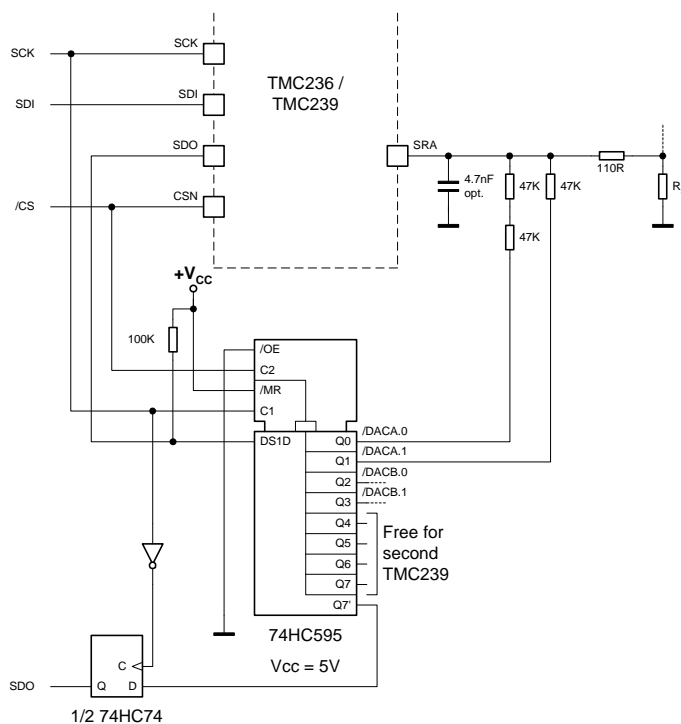 SCK
SCK
TMC236 /
TMC239
SDI
SDI
SDO
SRA
110R
R
4.7nF
opt.
47K
47K
/CS
CSN
47K
+VCC
100K
/OE
C2
/MR
C1
DS1D
Q0
/DACA.0
Q1
/DACA.1
Q2
/DACB.0
Q3
/DACB.1
Q4
Q5
Q6
Q7
Free for
second
TMC239
Q7'
74HC595
Vcc = 5V
C
SDO
Q
D
1/2 74HC74